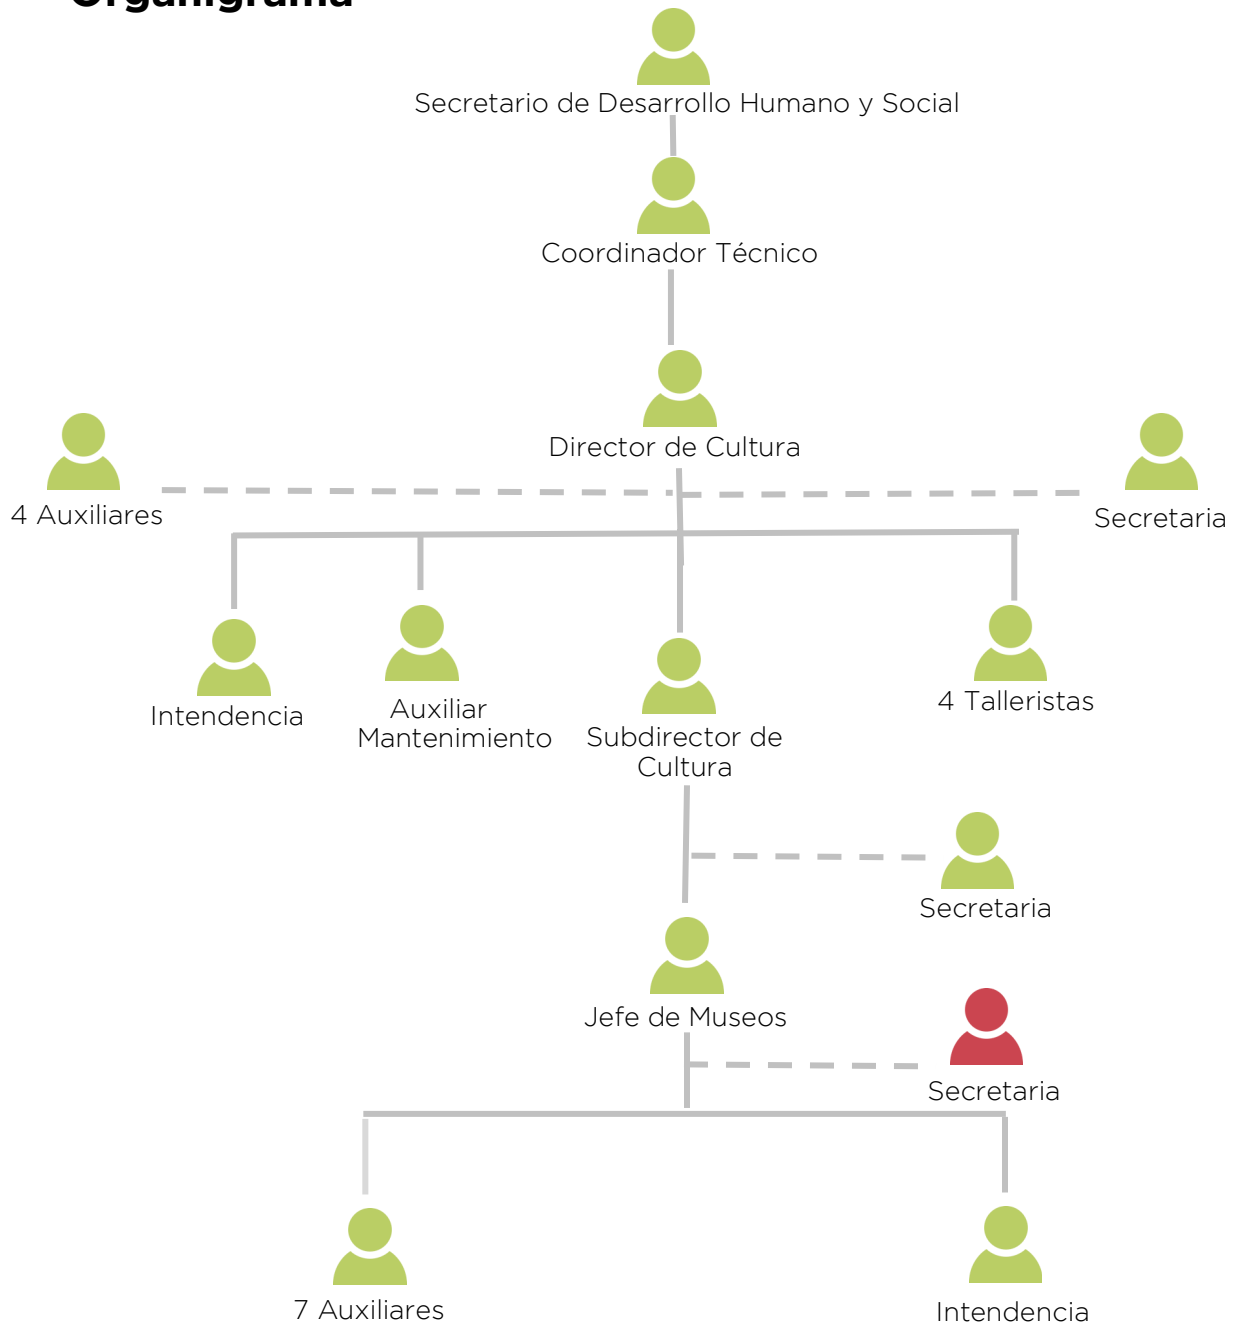 Organigrama
Secretario de Desarrollo Humano y Social
Coordinador Técnico
Director de Cultura
4 Auxiliares
Secretaria
Intendencia
Auxiliar
Mantenimiento
Subdirector de
Cultura
4 Talleristas
Secretaria
Jefe de Museos
Secretaria
7 Auxiliares
Intendencia